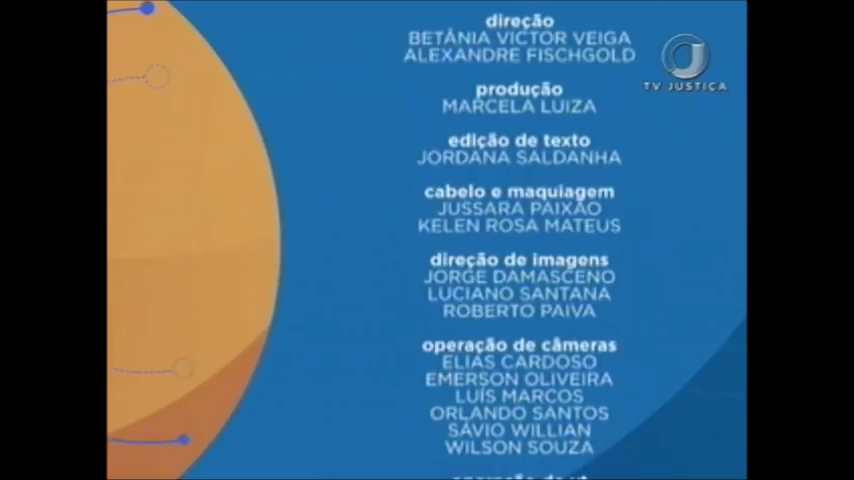 direção
BETÂNIA VICTOR VEIGA
ALEXANDRE FISCHGOLD
TV JUSTIÇA
produção
MARCELA LUIZA
edição de texto
JORDANA SALDANHA
cabelo e maquiagem
JUSSARA PAIXÃO
KELEN ROSA MATEUS
direção de imagens
JORGE DAMASCENO
LUCIANO SANTANA
ROBERTO PAIVA
operação de câmeras
ELIAS CARDOSO
EMERSON OLIVEIRA
LUÍS MARCOS
ORLANDO SANTOS
SÁVIO WILLIAN
WILSON SOUZA